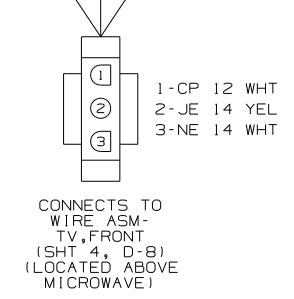 1
2
3
1-CP 12 WHT
2-JE 14 YEL
3-NE 14 WHT
CONNECTS TO
WIRE ASM-
TV,FRONT
(SHT 4, D-8)
(LOCATED ABOVE
MICROWAVE)